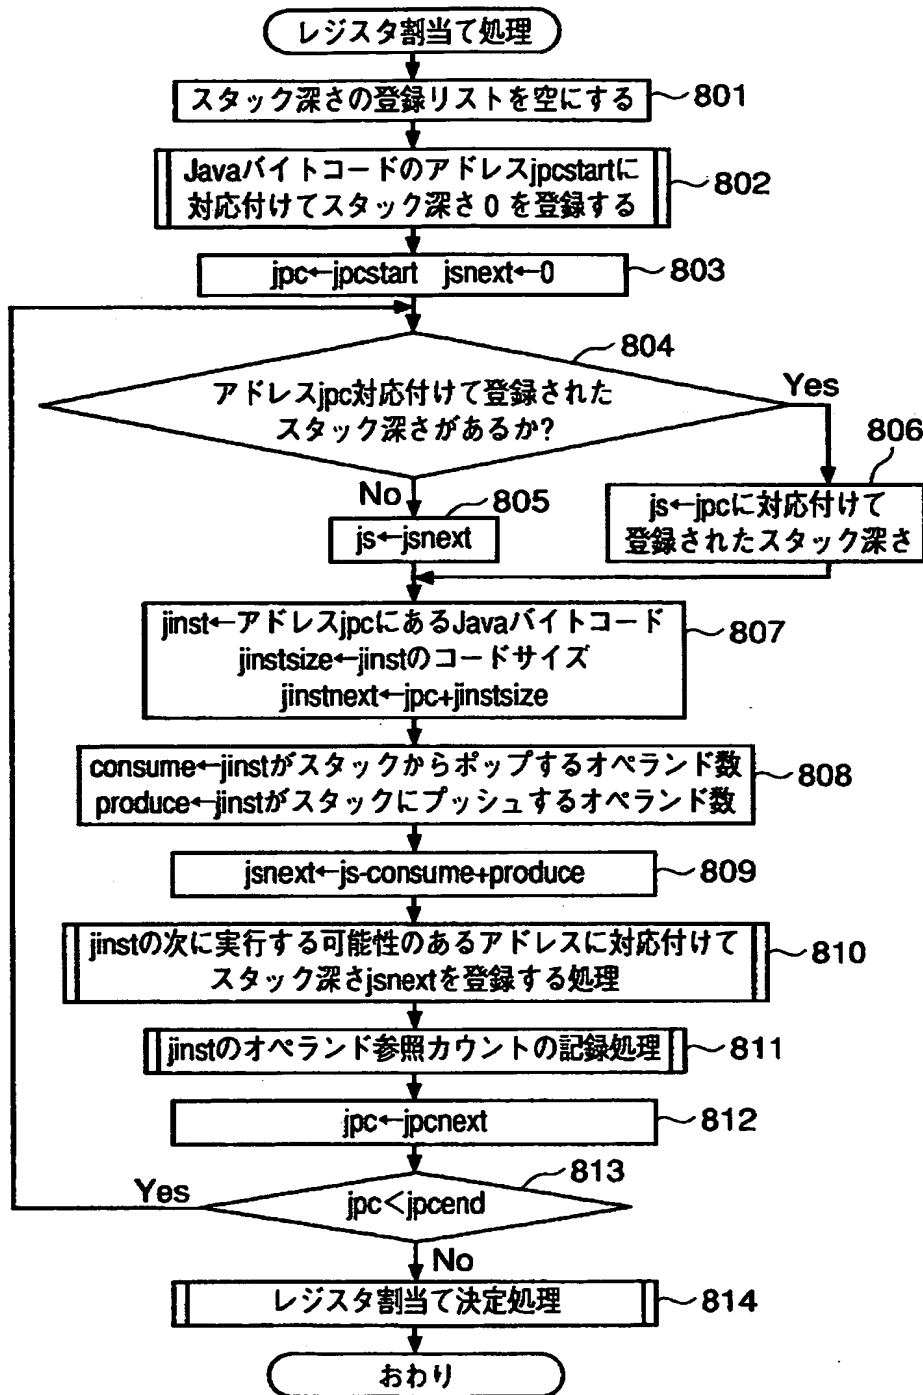 レジスタ割当て処理
スタック深さの登録リストを空にする
801
Javaバイトコードのアドレスjpcstartに
対応付けてスタック深さ０を登録する
802
jpc←jpcstart jsnext←0
803
804
アドレスjpc対応付けて登録された
スタック深さがあるか?
Yes
No
805
js←jsnext
806
js←jpcに対応付けて
登録されたスタック深さ
jinst←アドレスjpcにあるJavaバイトコード
jinstsize←jinstのコードサイズ
jinstnext←jpc+jinstsize
807
consume←jinstがスタックからポップするオペランド数
produce←jinstがスタックにプッシュするオペランド数
808
jsnext←js-consume+produce
809
jinstの次に実行する可能性のあるアドレスに対応付けて
スタック深さjsnextを登録する処理
810
jinstのオペランド参照カウントの記録処理
811
jpc←jpcnext
812
813
jpc<jpcend
Yes
No
レジスタ割当て決定処理
814
おわり